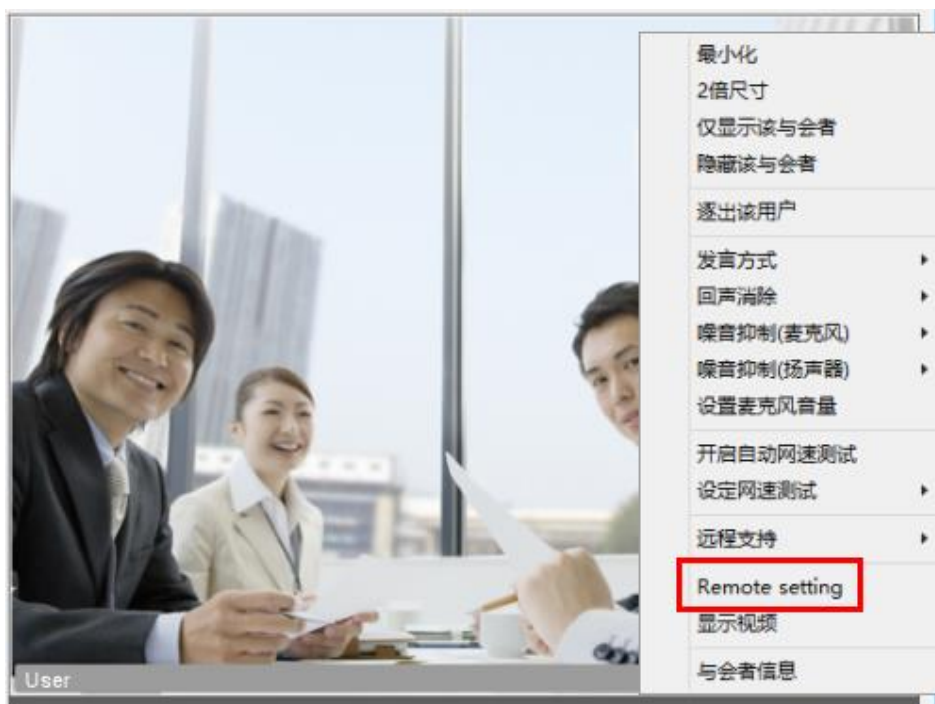 最小化
2倍尺寸
仅显示该与会者
隐藏该与会者
逐出该用户
发言方式
回声消除
噪音抑制(麦克风)
噪音抑制(扬声器)
设置麦克风音量
开启自动网速测试
设定网速测试
远程支持
Remote setting
显示视频
与会者信息
User